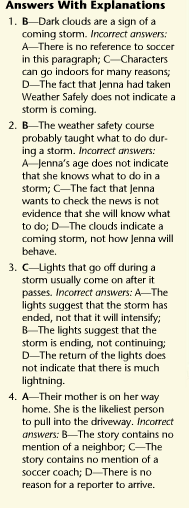 Answers With Explanations
1. B—Dark clouds are a sign of a
coming storm. Incorrect answers:
A—There is no reference to soccer
in this paragraph; C—Characters
can go indoors for many reasons;
D—The fact that Jenna had taken
Weather Safely does not indicate a
storm is coming.
2. B—The weather safety course
probably taught what to do dur-
ing a storm. Incorrect answers:
A—Jenna's age does not indicate
that she knows what to do in a
storm; C—The fact that Jenna
wants to check the news is not
evidence that she will know what
to do; D—The clouds indicate a
coming storm, not how Jenna will
behave.
3. C—Lights that go off during a
storm usually come on after it
passes. Incorrect answers: A—The
lights suggest that the storm has
ended, not that it will intensify;
B—The lights suggest that the
storm is ending, not continuing;
D—The return of the lights does
not indicate that there is much
lightning.
4. A—Their mother is on her way
home. She is the likeliest person
to pull into the driveway. Incorrect
answers: B—The story contains no
mention of a neighbor; C—The
story contains no mention of a
soccer coach; D—There is no
reason for a reporter to arrive.